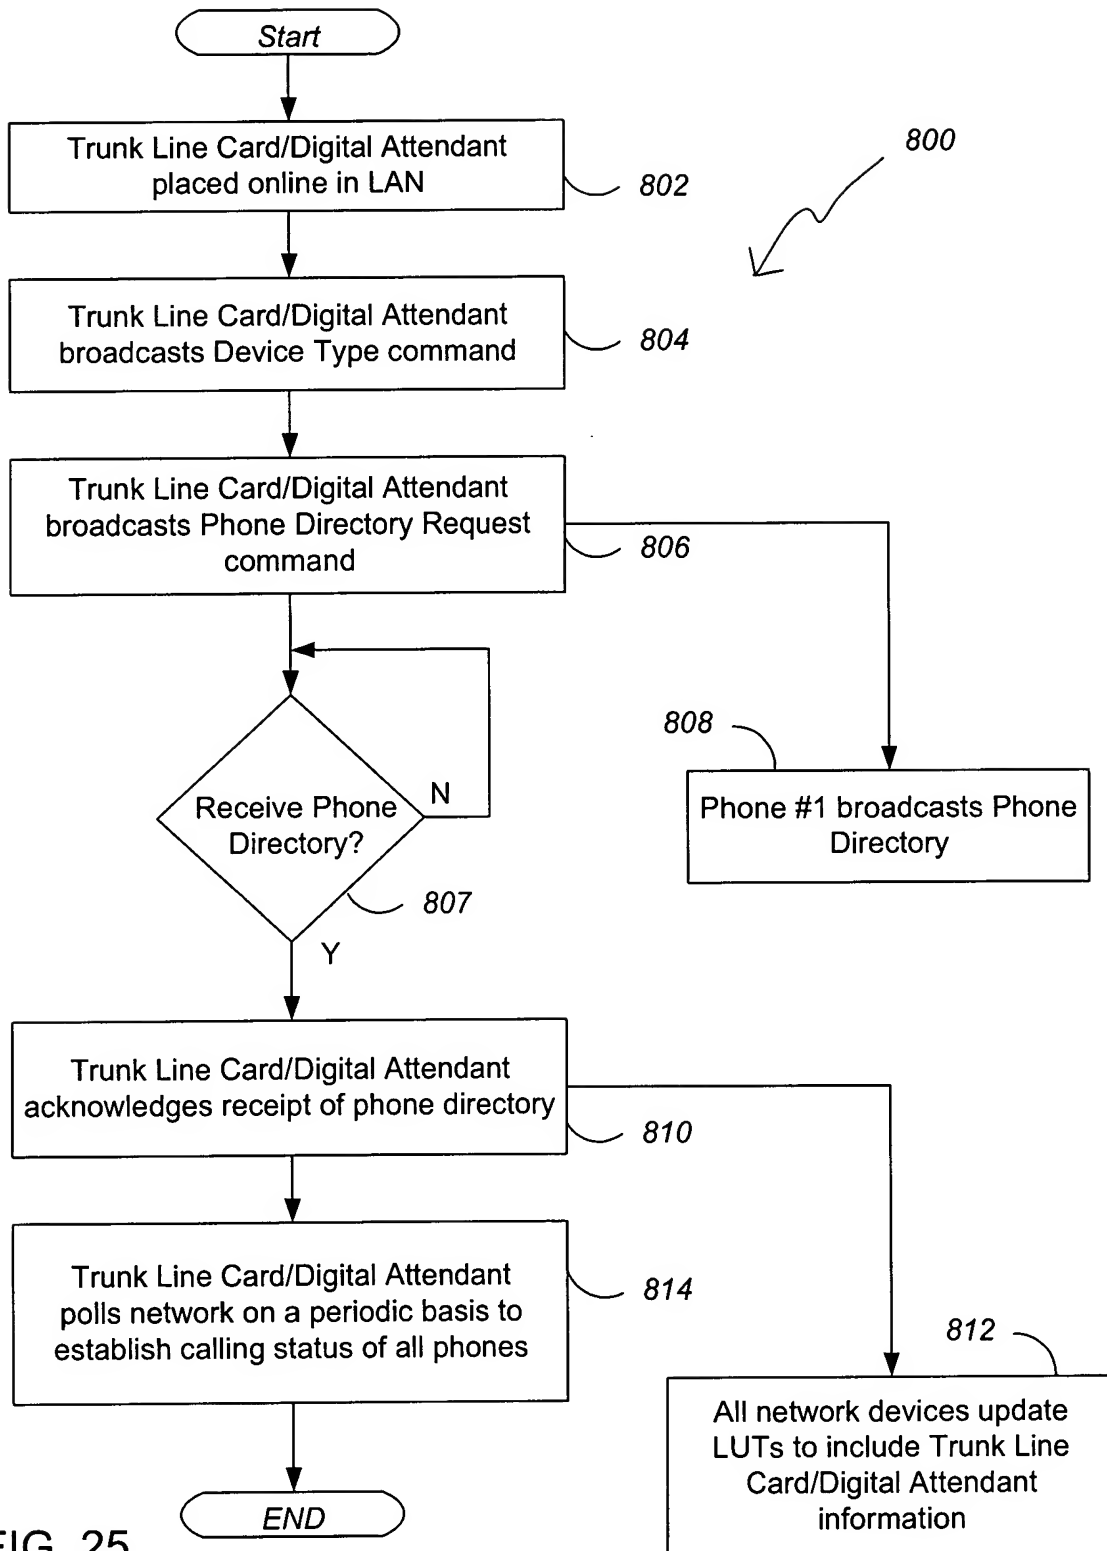 Start
Trunk Line Card/Digital Attendant
placed online in LAN
802
800
Trunk Line Card/Digital Attendant
broadcasts Device Type command
804
Trunk Line Card/Digital Attendant
broadcasts Phone Directory Request
command
806
808
Phone #1 broadcasts Phone
Directory
Receive Phone
Directory?
N
807
Y
Trunk Line Card/Digital Attendant
acknowledges receipt of phone directory
810
Trunk Line Card/Digital Attendant
polls network on a periodic basis to
establish calling status of all phones
814
812
All network devices update
LUTs to include Trunk Line
Card/Digital Attendant
information
END
FIG. 25